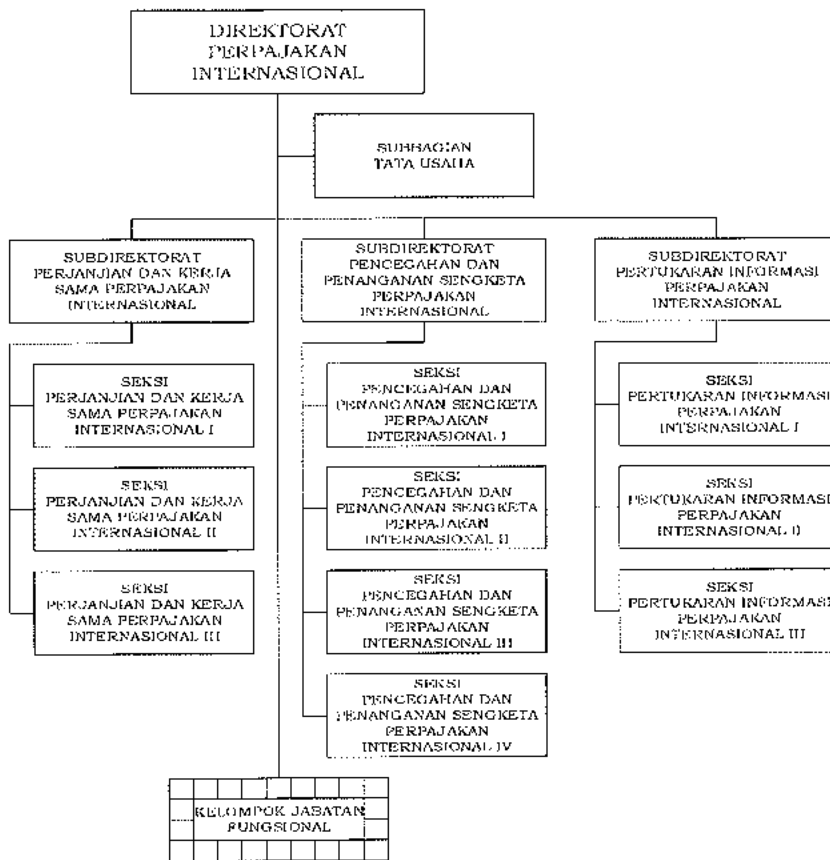 DIREKTORAT
PERPAJAKAN
INTERNASIONAL
SUBBAGIAN
TATA USAHA
SUBDIREKTORAT
PERJANJIAN DAN KERJA
SAMA PERPAJAKAN
INTERNASIONAL
SUBDIREKTORAT
PENCEGAHAN DAN
PENANGANAN SENGKETA
PERPAJAKAN
INTERNASIONAL
SUBDIREKTORAT
PERTUKARAN INFORMASI
PERPAJAKAN
INTERNASIONAL
SEKSI
PERJANJIAN DAN KERJA
SAMA PERPAJAKAN
INTERNASIONAL I
SEKSI
PENCEGAHAN DAN
PENANGANAN SENGKETA
PERPAJAKAN
INTERNASIONAL I
SEKSI
PERTUKARAN INFORMASI
PERPAJAKAN
INTERNASIONAL I
SEKSI
PERJANJIAN DAN KERJA
SAMA PERPAJAKAN
INTERNASIONAL II
SEKSI
PENCEGAHAN DAN
PENANGANAN SENGKETA
PERPAJAKAN
INTERNASIONAL II
SEKSI
PERTUKARAN INFORMASI
PERPAJAKAN
INTERNASIONAL II
SEKSI
PERJANJIAN DAN KERJA
SAMA PERPAJAKAN
INTERNASIONAL III
SEKSI
PENCEGAHAN DAN
PENANGANAN SENGKETA
PERPAJAKAN
INTERNASIONAL III
SEKSI
PERTUKARAN INFORMASI
PERPAJAKAN
INTERNASIONAL III
SEKSI
PENCEGAHAN DAN
PENANGANAN SENGKETA
PERPAJAKAN
INTERNASIONAL IV
KELOMPOK JABATAN
FUNGSIONAL